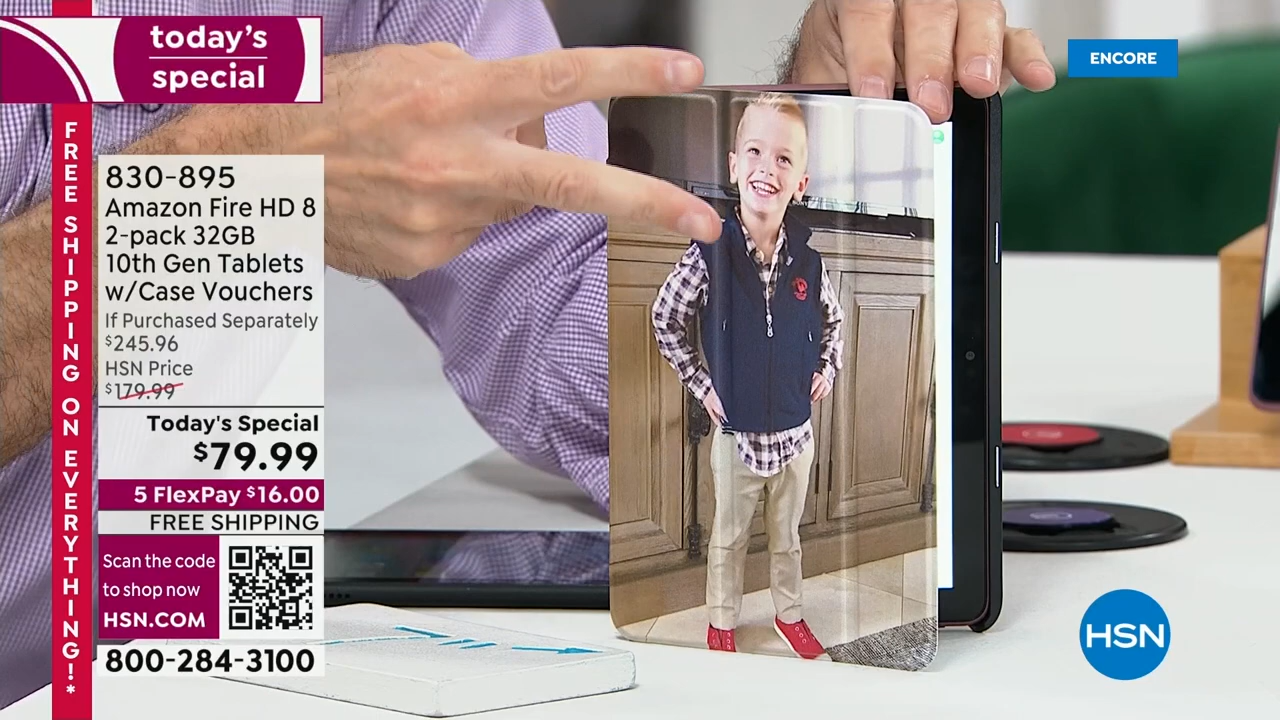 today's
special
ENCORE
FREE SHIPPING ON EVERYTHING!*
830-895
Amazon Fire HD 8
2-pack 32GB
10th Gen Tablets
w/Case Vouchers
If Purchased Separately
$245.96
HSN Price
$179.99
Today's Special
$79.99
5 FlexPay $16.00
FREE SHIPPING
Scan the code
to shop now
HSN.COM
800-284-3100
HSN